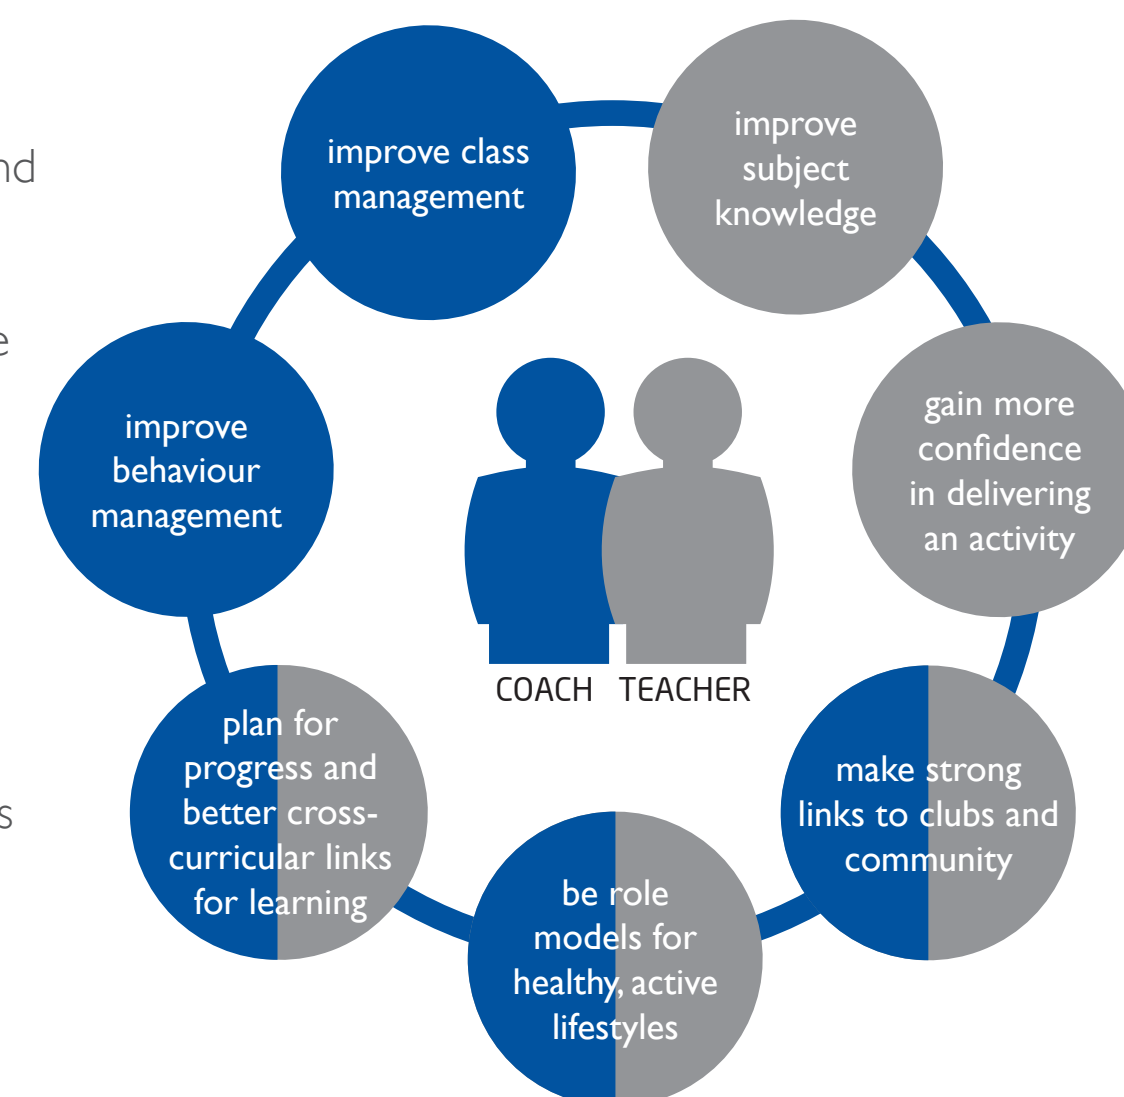 improve class
management
improve
subject
knowledge
gain more
confidence
in delivering
an activity
make strong
links to clubs and
community
be role
models for
healthy, active
lifestyles
plan for
progress and
better cross-
curricular links
for learning
improve
behaviour
management
COACH
TEACHER